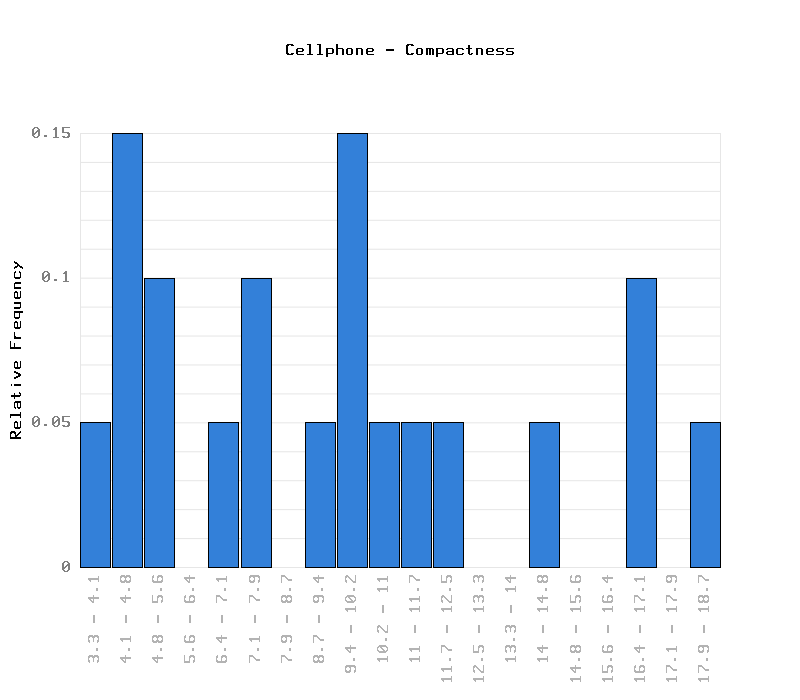 Cellphone - Compactness
Relative Frequency
0.15
0.1
0.05
0
3.3 - 4.1
4.1 - 4.8
4.8 - 5.6
5.6 - 6.4
6.4 - 7.1
7.1 - 7.9
7.9 - 8.7
8.7 - 9.4
9.4 - 10.2
10.2 - 11
11 - 11.7
11.7 - 12.5
12.5 - 13.3
13.3 - 14
14 - 14.8
14.8 - 15.6
15.6 - 16.4
16.4 - 17.1
17.1 - 17.9
17.9 - 18.7